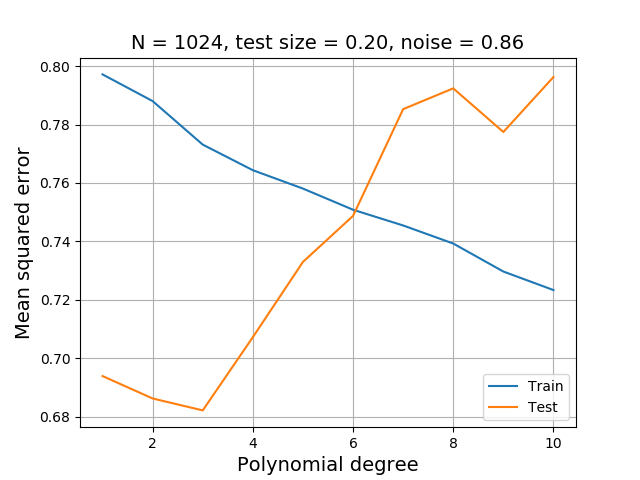 N = 1024, test size = 0.20, noise = 0.86
0.80
0.78
0.76
0.74
0.72
0.70
0.68
Mean squared error
Train
Test
2
4
6
8
10
Polynomial degree